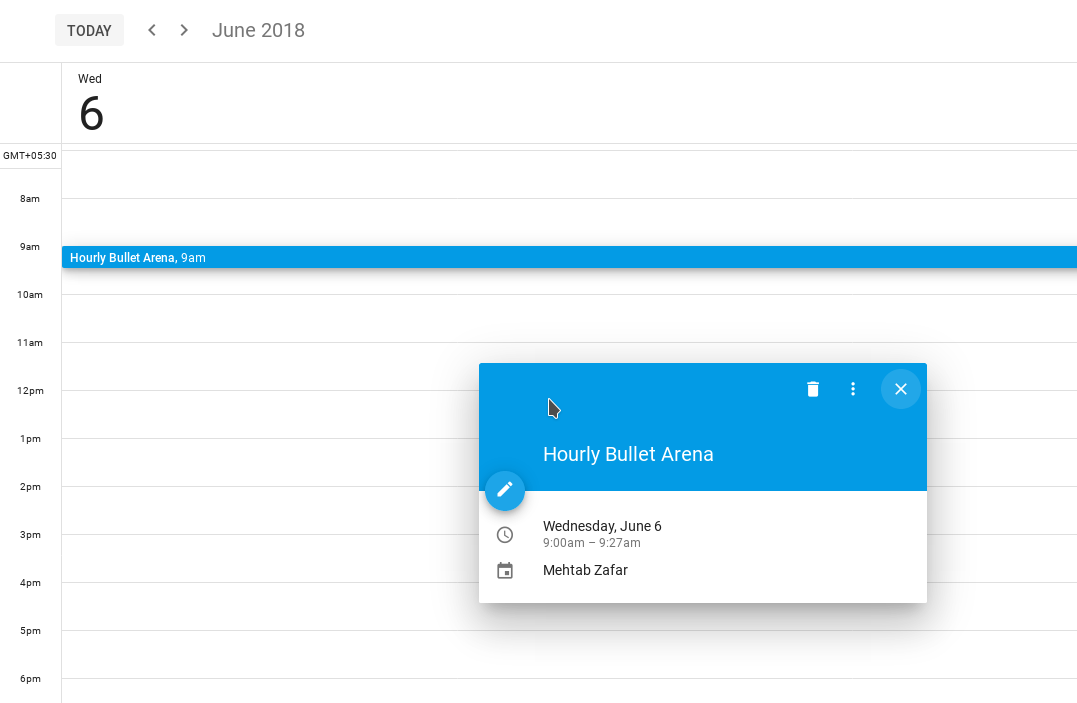 TODAY June 2018
Wed
6
GMT+05:30
8am
9am
Hourly Bullet Arena, 9am
10am
11am
12pm
1pm
2pm
3pm
4pm
5pm
6pm
Hourly Bullet Arena
Wednesday, June 6
9:00am – 9:27am
Mehtab Zafar